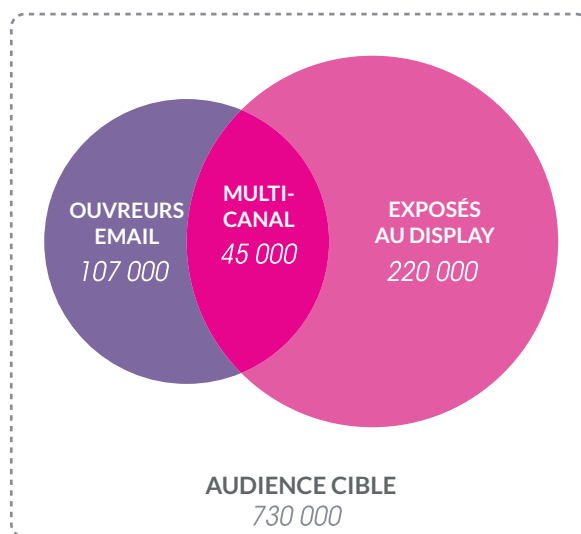 OUVREURS
EMAIL
107 000
MULTI-
CANAL
45 000
EXPOSÉS
AU DISPLAY
220 000
AUDIENCE CIBLE
730 000